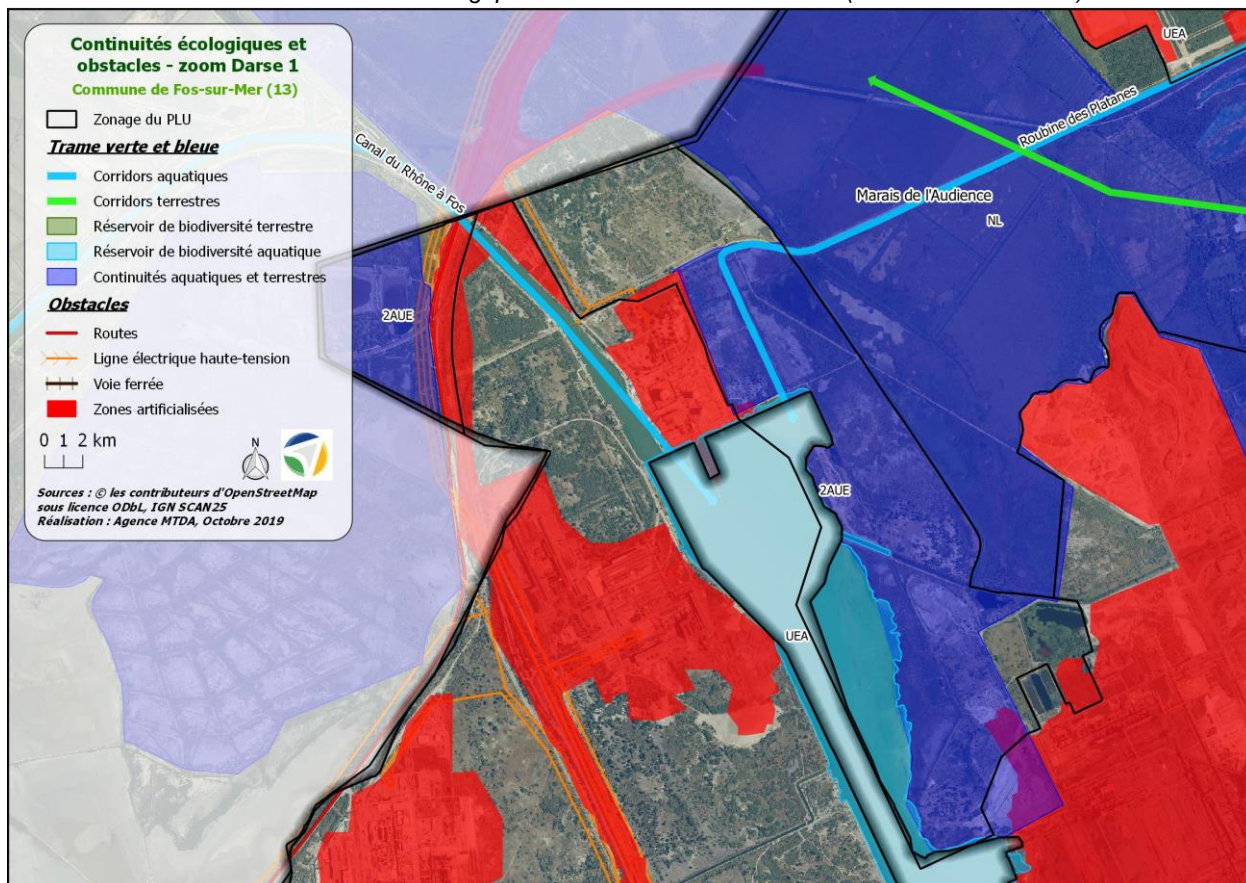 Continuités écologiques et
obstacles - zoom Darse 1
Commune de Fos-sur-Mer (13)
Zonage du PLU
Trame verte et bleue
Corridors aquatiques
Corridors terrestres
Réservoir de biodiversité terrestre
Réservoir de biodiversité aquatique
Continuités aquatiques et terrestres
Obstacles
Routes
Ligne électrique haute-tension
Voie ferrée
Zones artificialisées
0 1 2 km
N
Sources : © les contributeurs d'OpenStreetMap
sous licence ODbL, IGN SCAN25
Réalisation : Agence MTDA, Octobre 2019
UEA
Canal du Rhône à Fos
Roubine des Platanes
Marais de l'Audience
NL
2AUE
2AUE
UEA